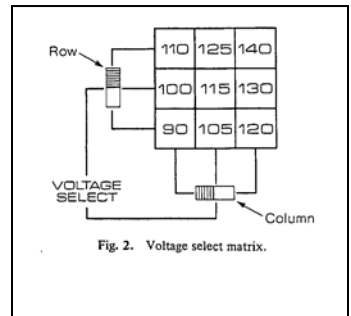 Row
110 125 140
100 115 130
90 105 120
VOLTAGE
SELECT
Column
Fig. 2. Voltage select matrix.